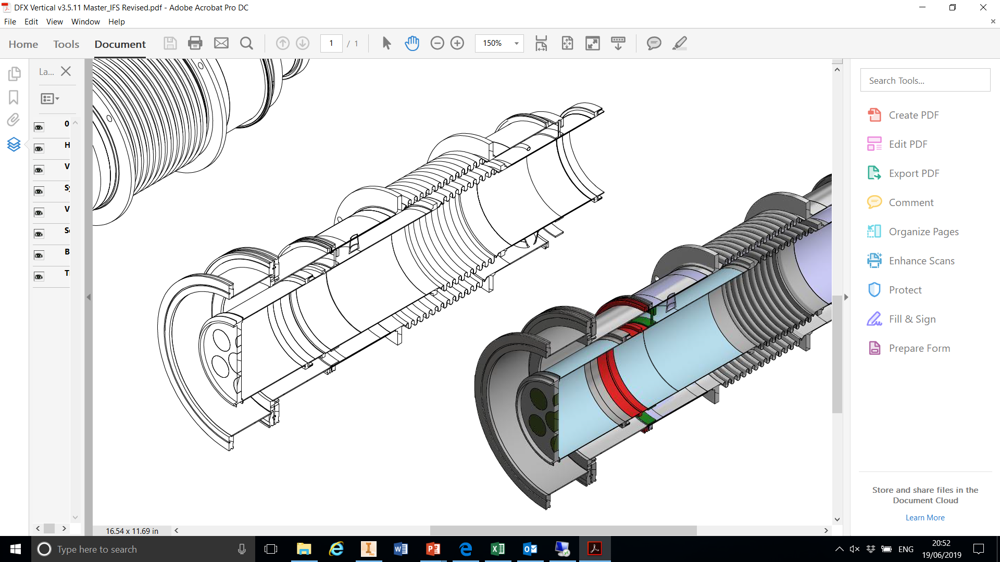 DFX Vertical v3.5.11 Master_IFS Revised.pdf - Adobe Acrobat Pro DC
File Edit View Window Help
Home Tools Document 1 / 1 150%
La...
0
H
V
Sy
V
Se
B
Ti
16.54 x 11.69 in
Search Tools...
Create PDF
Edit PDF
Export PDF
Comment
Organize Pages
Enhance Scans
Protect
Fill & Sign
Prepare Form
Store and share files in the
Document Cloud
Learn More
Type here to search
ENG
20:52
19/06/2019